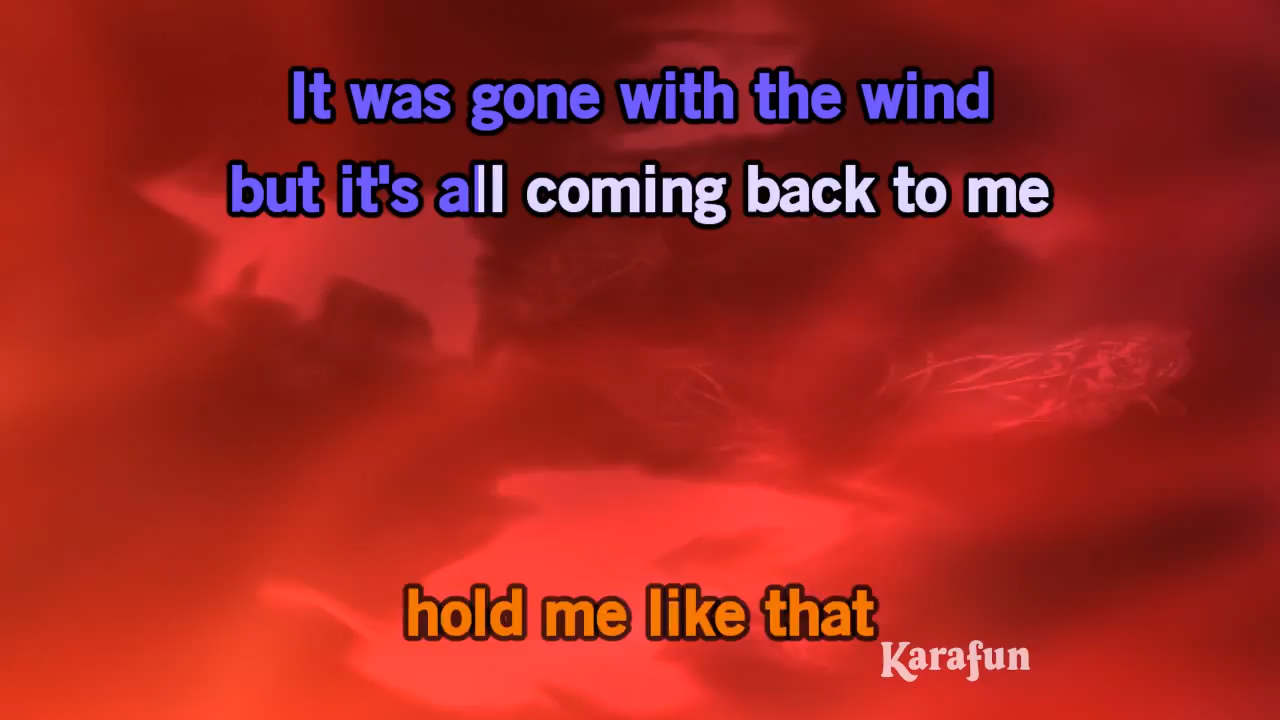 It was gone with the wind
but it's all coming back to me
hold me like that
Karafun